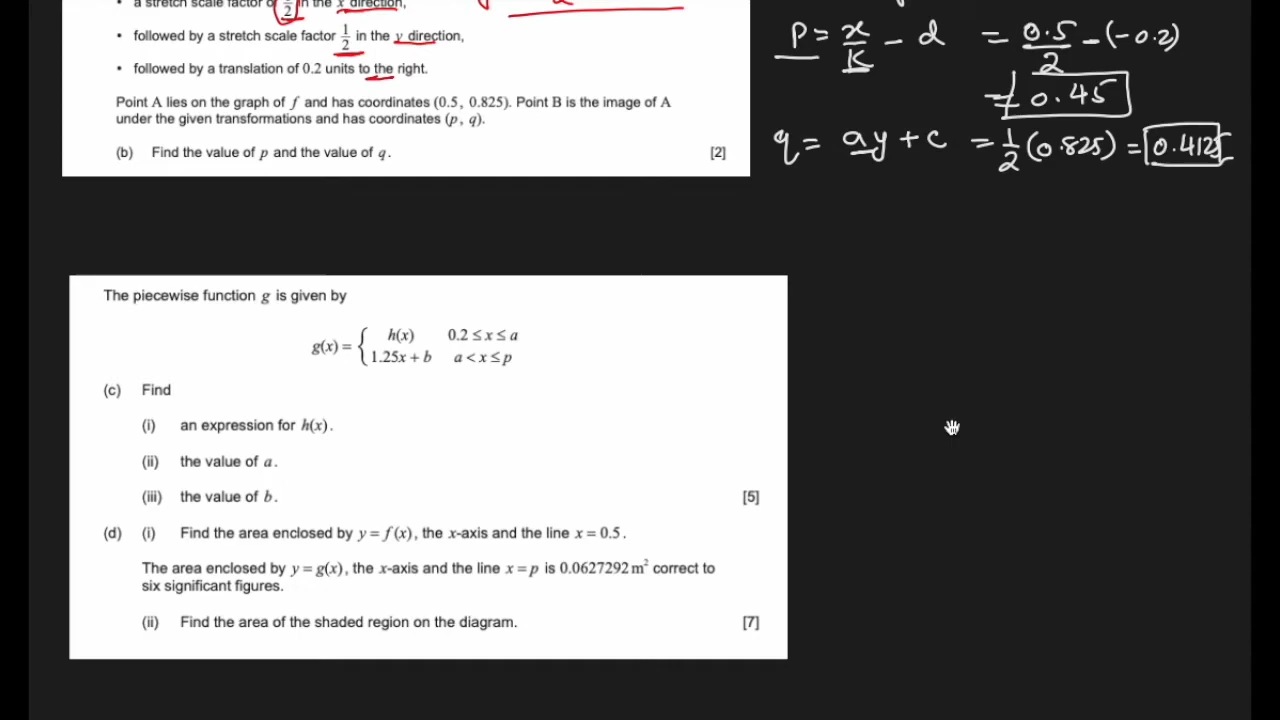 a stretch scale factor of 1/2 in the x direction,
• followed by a stretch scale factor 1/2 in the y direction,
• followed by a translation of 0.2 units to the right.
Point A lies on the graph of f and has coordinates (0.5, 0.825). Point B is the image of A
under the given transformations and has coordinates (p, q).
(b) Find the value of p and the value of q. [2]
p = x/k - d = 0.5/2 - (-0.2)
= 0.45
q = ay + c = 1/2 (0.825) = 0.4125
The piecewise function g is given by
g(x) = { h(x) 0.2 ≤ x ≤ a
1.25x + b a < x ≤ p
(c) Find
(i) an expression for h(x).
(ii) the value of a.
(iii) the value of b. [5]
(d) (i) Find the area enclosed by y = f(x), the x-axis and the line x = 0.5.
The area enclosed by y = g(x), the x-axis and the line x = p is 0.0627292 m² correct to
six significant figures.
(ii) Find the area of the shaded region on the diagram. [7]